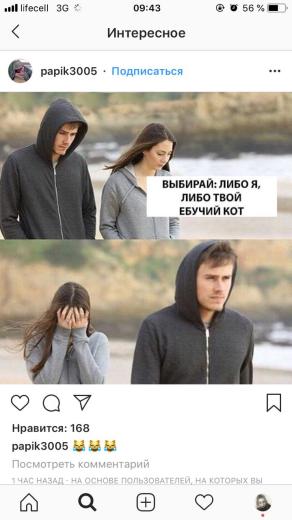 lifecell 3G 09:43 56 %
Интересное
papik3005 · Подписаться
ВЫБИРАЙ: ЛИБО Я,
ЛИБО ТВОЙ
ЕБУЧИЙ КОТ
Нравится: 168
papik3005 😹😹😹
Посмотреть комментарий
1 ЧАС НАЗАД · НА ОСНОВЕ ПОЛЬЗОВАТЕЛЕЙ, НА КОТОРЫХ ВЫ